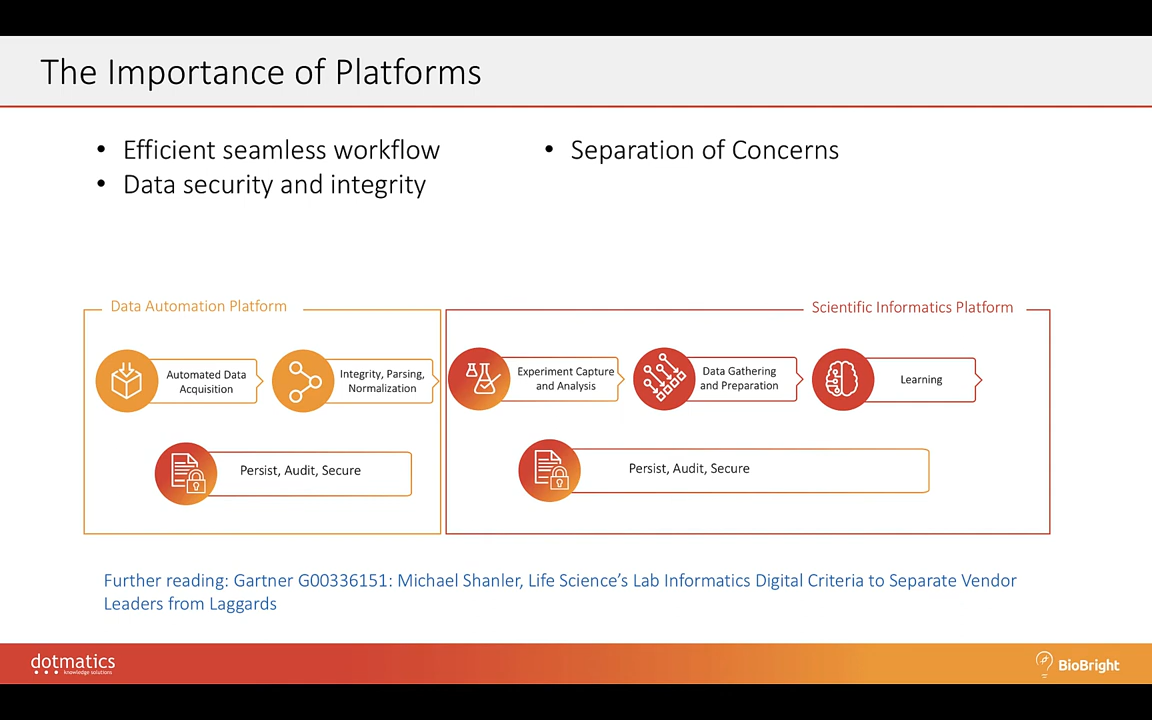 The Importance of Platforms
• Efficient seamless workflow
• Data security and integrity
• Separation of Concerns
Data Automation Platform
Automated Data
Acquisition
Integrity, Parsing,
Normalization
Persist, Audit, Secure
Scientific Informatics Platform
Experiment Capture
and Analysis
Data Gathering
and Preparation
Learning
Persist, Audit, Secure
Further reading: Gartner G00336151: Michael Shanler, Life Science’s Lab Informatics Digital Criteria to Separate Vendor
Leaders from Laggards
dotmatics
knowledge solutions
BioBright